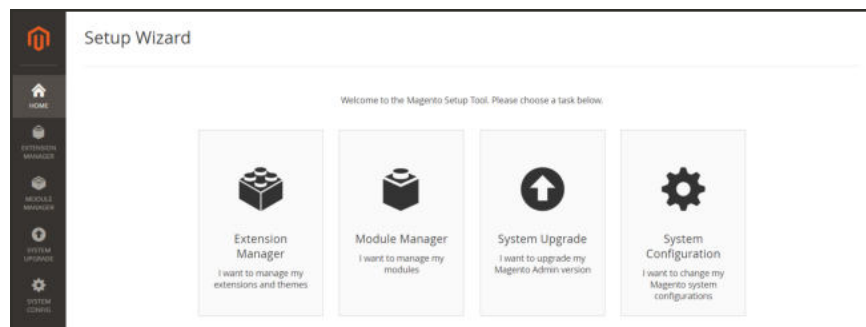 Setup Wizard
HOME
EXTENSION
MANAGER
MODULE
MANAGER
SYSTEM
UPGRADE
SYSTEM
CONFIG
Welcome to the Magento Setup Tool. Please choose a task below.
Extension
Manager
I want to manage my
extensions and themes
Module Manager
I want to manage my
modules
System Upgrade
I want to upgrade my
Magento Admin version
System
Configuration
I want to change my
Magento system
configurations